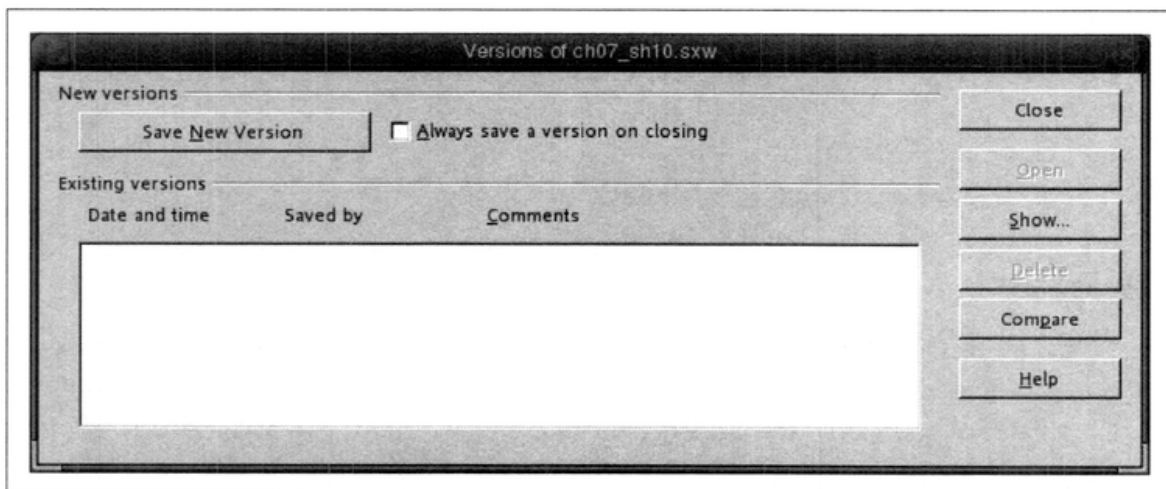 Versions of ch07_sh10.sxw
New versions
Save New Version
Always save a version on closing
Existing versions
Date and time Saved by Comments
Close
Open
Show...
Delete
Compare
Help